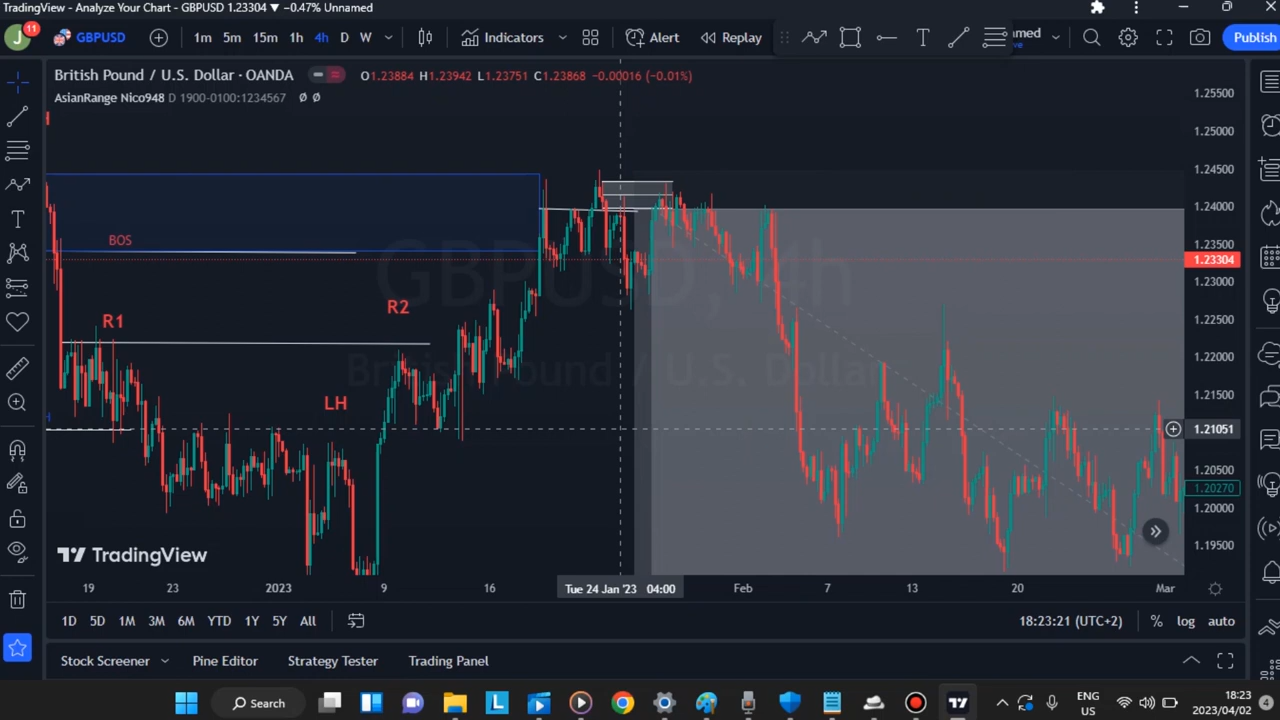 TradingView - Analyze Your Chart - GBPUSD 1.23304 ▼ −0.47% Unnamed
J 11 GBPUSD 1m 5m 15m 1h 4h D W Indicators Alert Replay Publish
British Pound / U.S. Dollar · OANDA O1.23884 H1.23942 L1.23751 C1.23868 −0.00016 (−0.01%)
AsianRange Nico948 D 1900-0100:1234567 Ø Ø
1.25500
1.25000
1.24500
1.24000
1.23500
1.23304
1.23000
1.22500
1.22000
1.21500
1.21051
1.20500
1.20270
1.20000
1.19500
BOS
R1
R2
LH
GBPUSD, 4h
British Pound / U.S. Dollar
TradingView
19 23 2023 9 16 Tue 24 Jan '23 04:00 Feb 7 13 20 Mar
1D 5D 1M 3M 6M YTD 1Y 5Y All 18:23:21 (UTC+2) % log auto
Stock Screener Pine Editor Strategy Tester Trading Panel
Search ENG US 18:23 2023/04/02